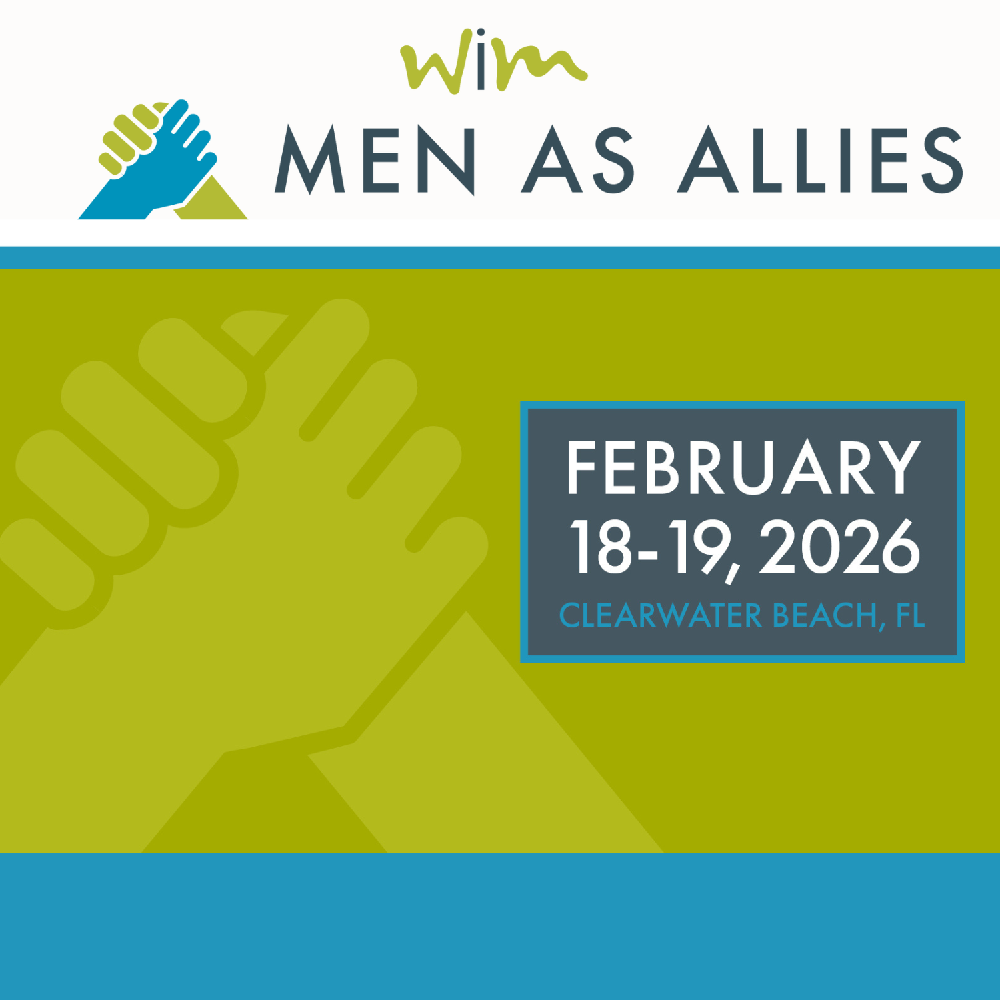 wim
MEN AS ALLIES
FEBRUARY
18-19, 2026
CLEARWATER BEACH, FL